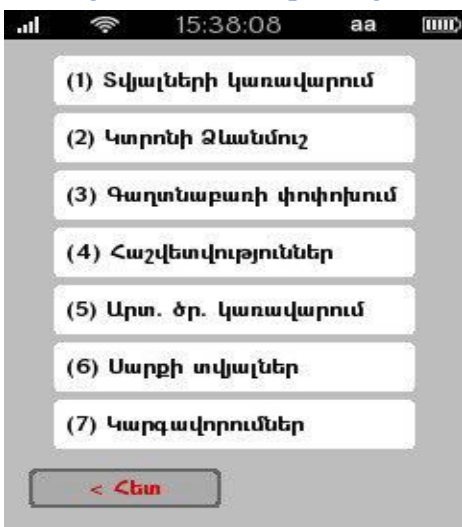 15:38:08 aa
(1) Տվյալների կառավարում
(2) Կտրոնի Ձևանմուշ
(3) Գաղտնաբառի փոփոխում
(4) Հաշվետվություններ
(5) Արտ. ծր. կառավարում
(6) Սարքի տվյալներ
(7) Կարգավորումներ
< Հետ